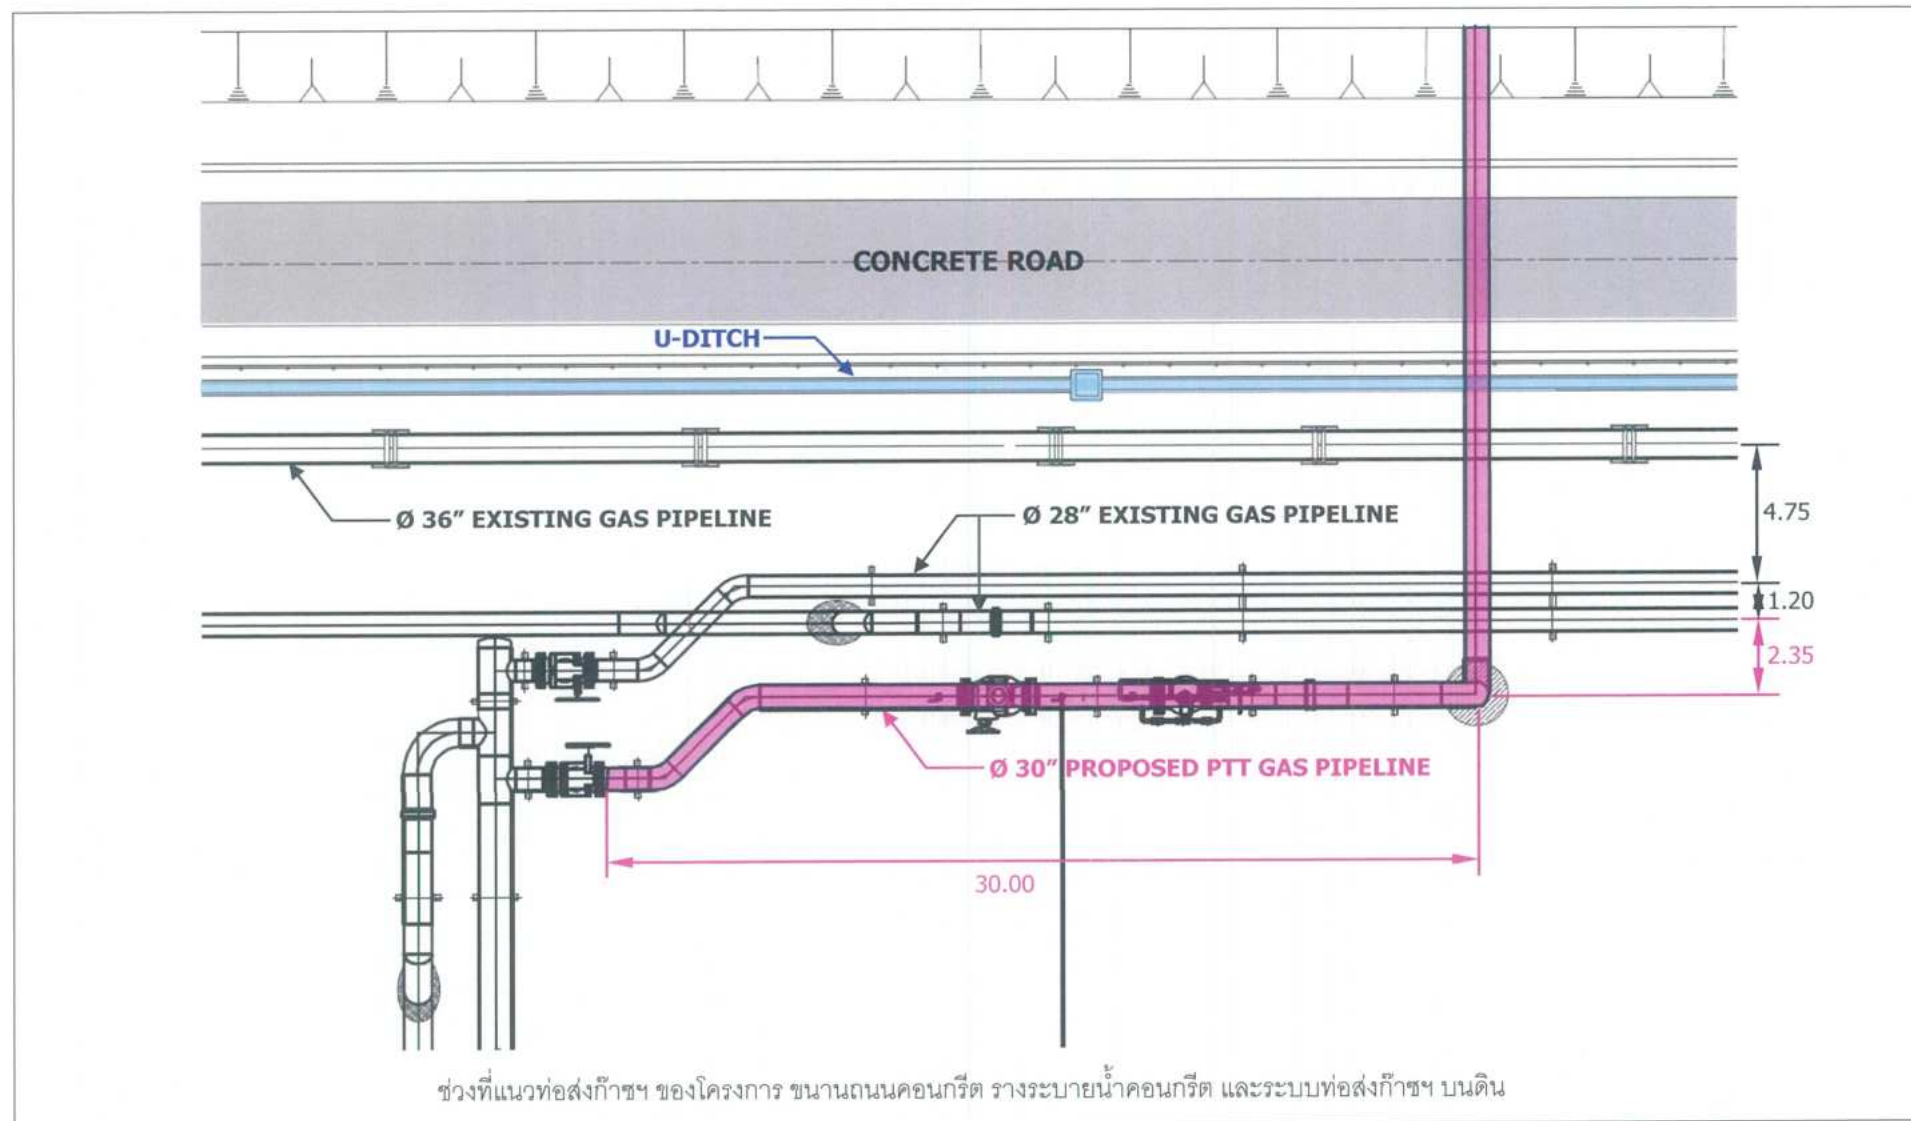 CONCRETE ROAD
U-DITCH
Ø 36" EXISTING GAS PIPELINE
Ø 28" EXISTING GAS PIPELINE
4.75
1.20
2.35
Ø 30" PROPOSED PTT GAS PIPELINE
30.00
ช่วงที่แนวท่อส่งก๊าซฯ ของโครงการ ขนานถนนคอนกรีต รางระบายน้ำคอนกรีต และระบบท่อส่งก๊าซฯ บนดิน